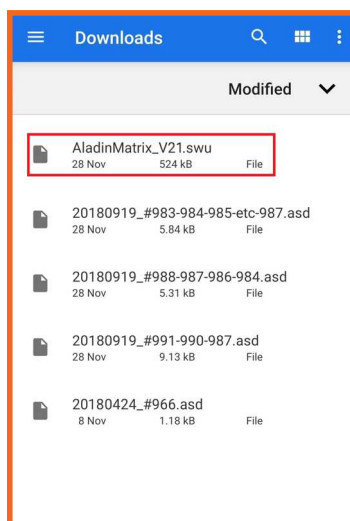 Downloads
Modified
AladinMatrix_V21.swu
28 Nov 524 kB File
20180919_#983-984-985-etc-987.asd
28 Nov 5.84 kB File
20180919_#988-987-986-984.asd
28 Nov 5.31 kB File
20180919_#991-990-987.asd
28 Nov 9.13 kB File
20180424_#966.asd
8 Nov 1.18 kB File